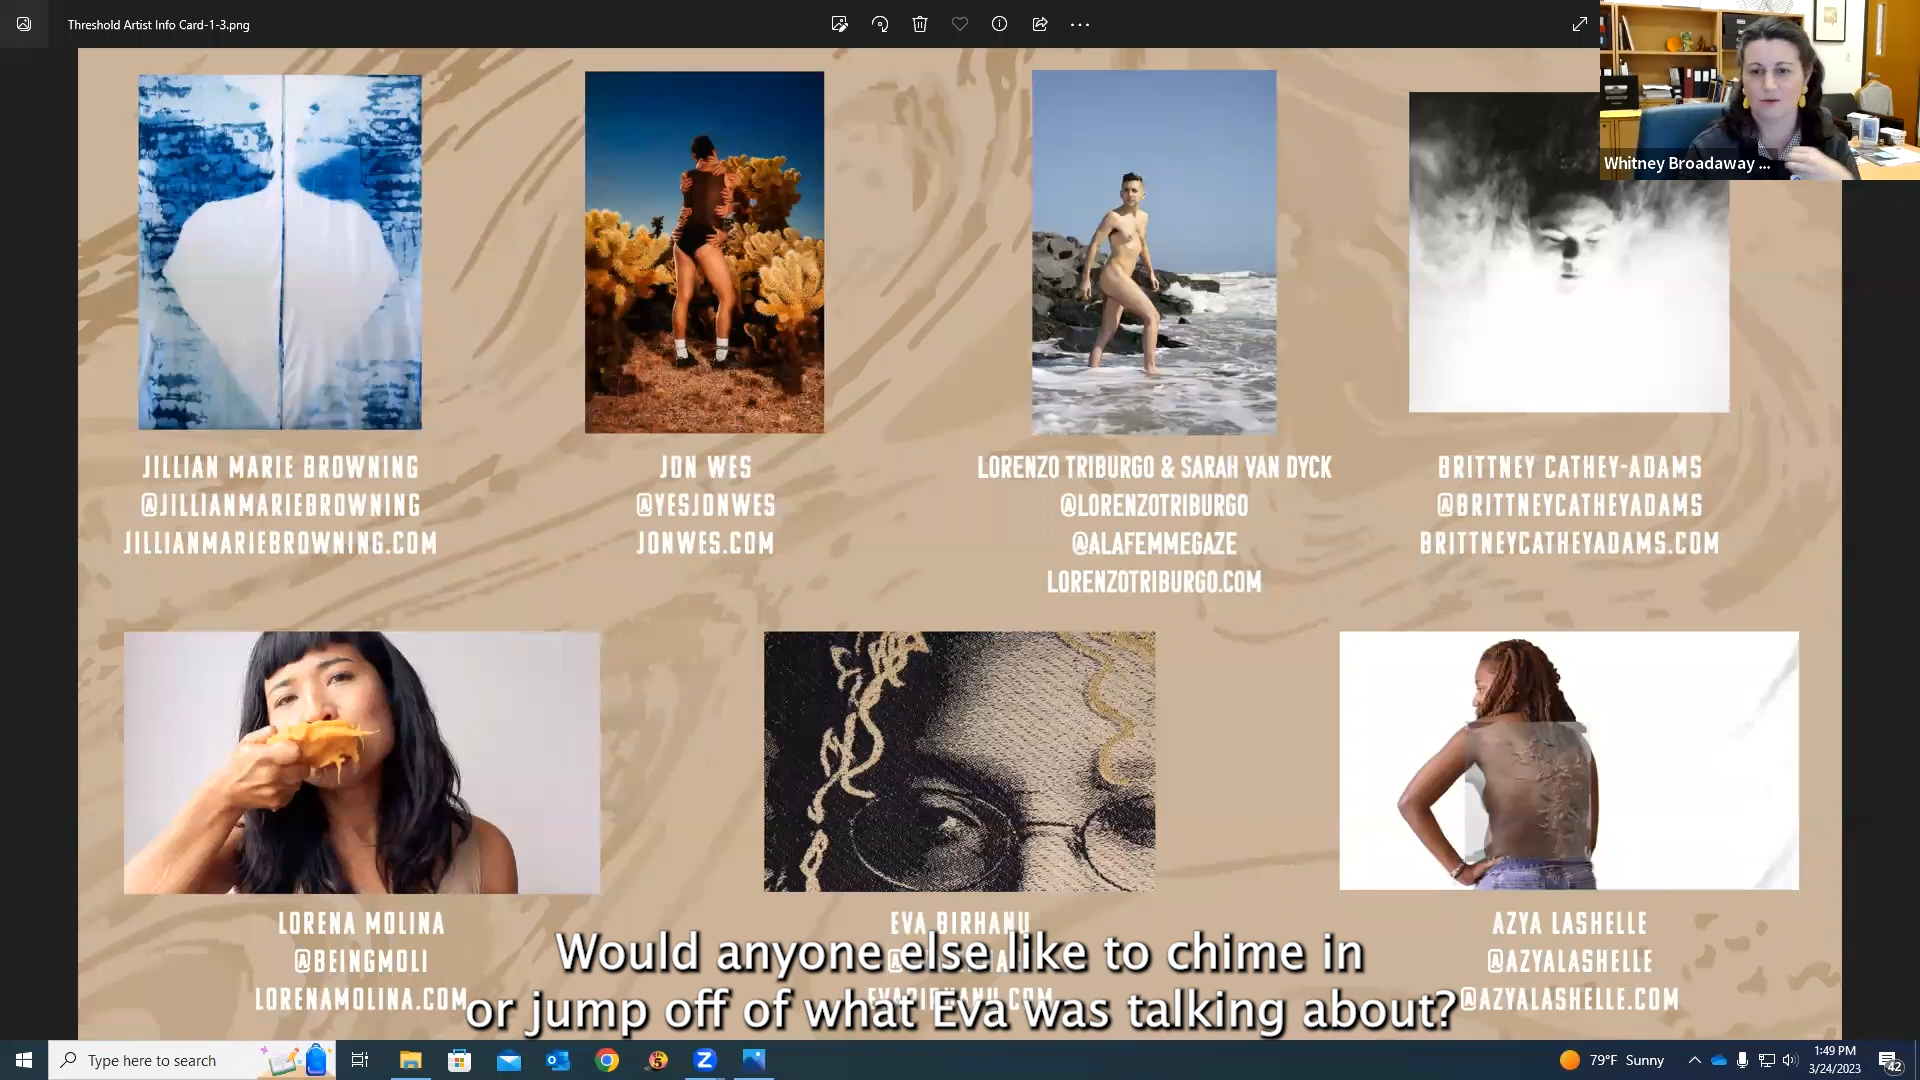 Threshold Artist Info Card-1-3.png
Whitney Broadaway ...
JILLIAN MARIE BROWNING
@JILLIANMARIEBROWNING
JILLIANMARIEBROWNING.COM
JON WES
@YESJONWES
JONWES.COM
LORENZO TRIBURGO & SARAH VAN DYCK
@LORENZOTRIBURGO
@ALAFEMMEGAZE
LORENZOTRIBURGO.COM
BRITTNEY CATHEY-ADAMS
@BRITTNEYCATHEYADAMS
BRITTNEYCATHEYADAMS.COM
LORENA MOLINA
@BEINGMOLI
LORENAMOLINA.COM
EVA BIRHANU
AZYA LASHELLE
@AZYALASHELLE
@AZYALASHELLE.COM
Would anyone else like to chime in
or jump off of what Eva was talking about?
Type here to search
79°F Sunny
1:49 PM
3/24/2023
42